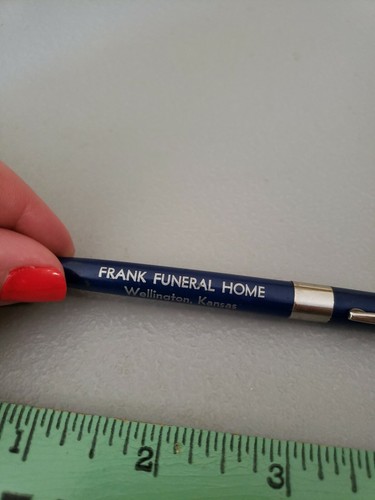 FRANK FUNERAL HOME
Wellington, Kansas
1 2 3